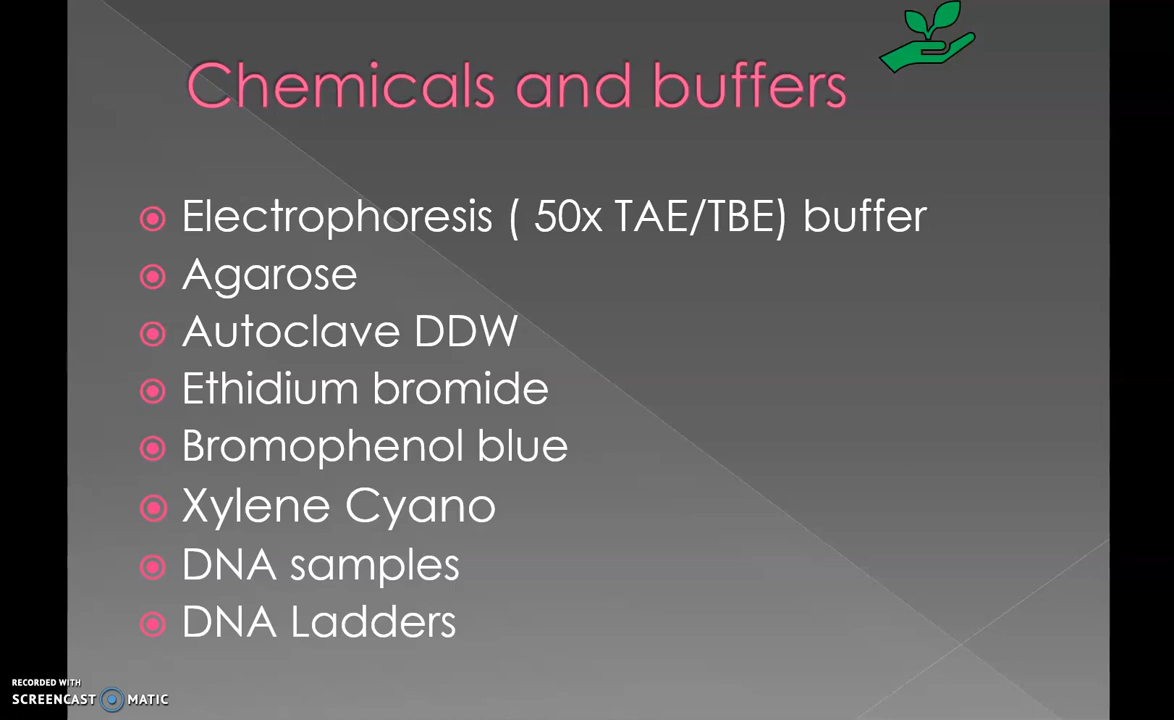 Chemicals and buffers
Electrophoresis ( 50x TAE/TBE) buffer
Agarose
Autoclave DDW
Ethidium bromide
Bromophenol blue
Xylene Cyano
DNA samples
DNA Ladders
RECORDED WITH
SCREENCAST MATIC